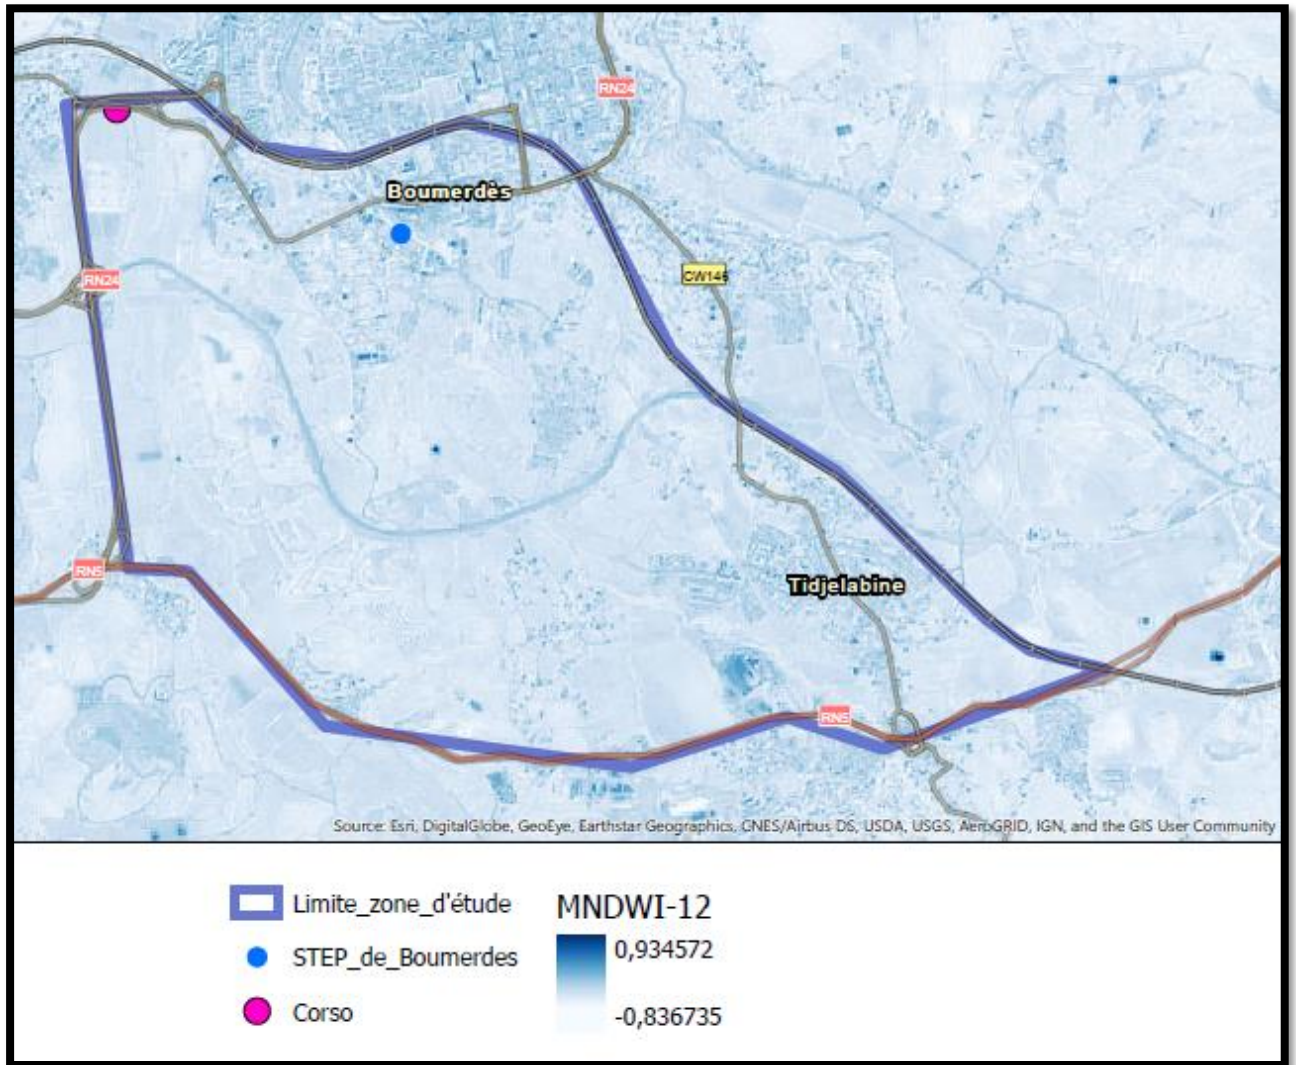 RN24
Boumerdès
CW146
RN24
RN5
Tidjelabine
RN5
Source: Esri, DigitalGlobe, GeoEye, Earthstar Geographics, CNES/Airbus DS, USDA, USGS, AeroGRID, IGN, and the GIS User Community
Limite_zone_d'étude
STEP_de_Boumerdes
Corso
MNDWI-12
0,934572
-0,836735